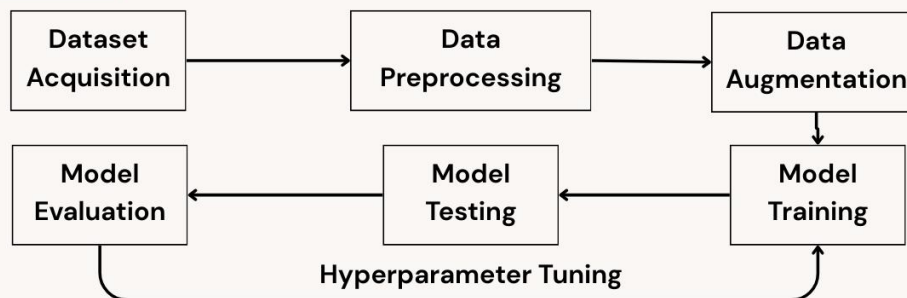 Dataset
Acquisition
Data
Preprocessing
Data
Augmentation
Model
Evaluation
Model
Testing
Model
Training
Hyperparameter Tuning